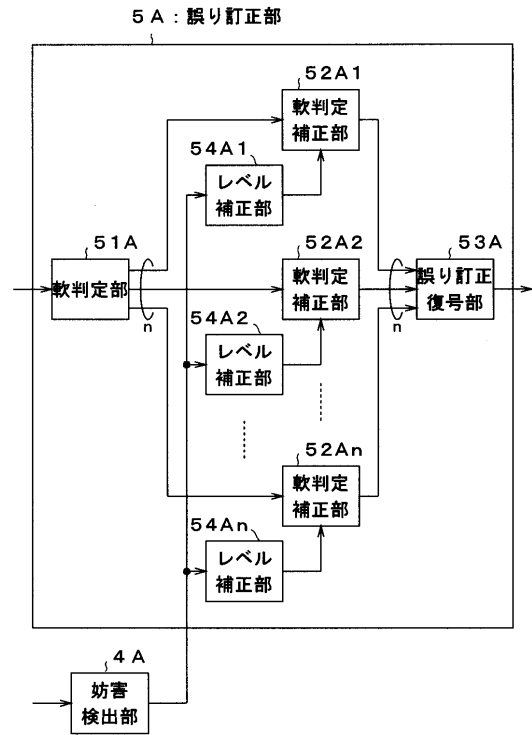 5A：誤り訂正部
52A1
軟判定
補正部
54A1
レベル
補正部
51A
軟判定部
n
52A2
軟判定
補正部
n
53A
誤り訂正
復号部
54A2
レベル
補正部
52An
軟判定
補正部
54An
レベル
補正部
4A
妨害
検出部